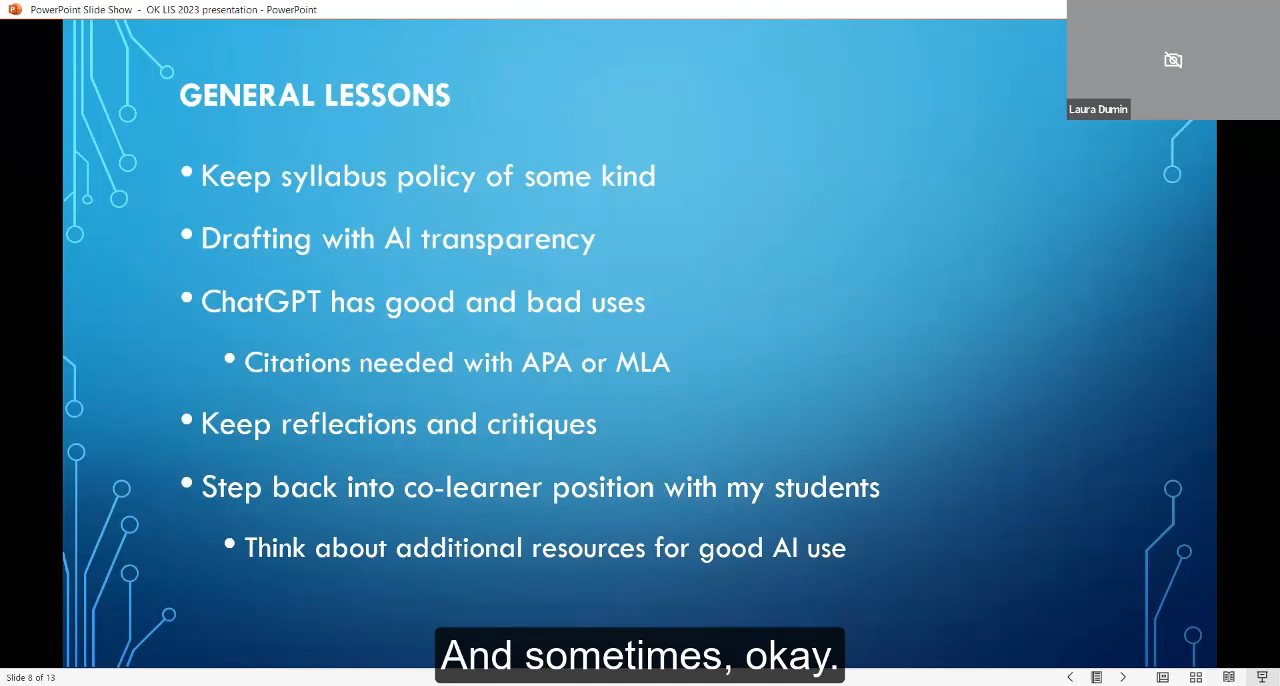 PowerPoint Slide Show - OK LIS 2023 presentation - PowerPoint
Laura Dumin
GENERAL LESSONS
• Keep syllabus policy of some kind
• Drafting with AI transparency
• ChatGPT has good and bad uses
• Citations needed with APA or MLA
• Keep reflections and critiques
• Step back into co-learner position with my students
• Think about additional resources for good AI use
And sometimes, okay.
Slide 8 of 13